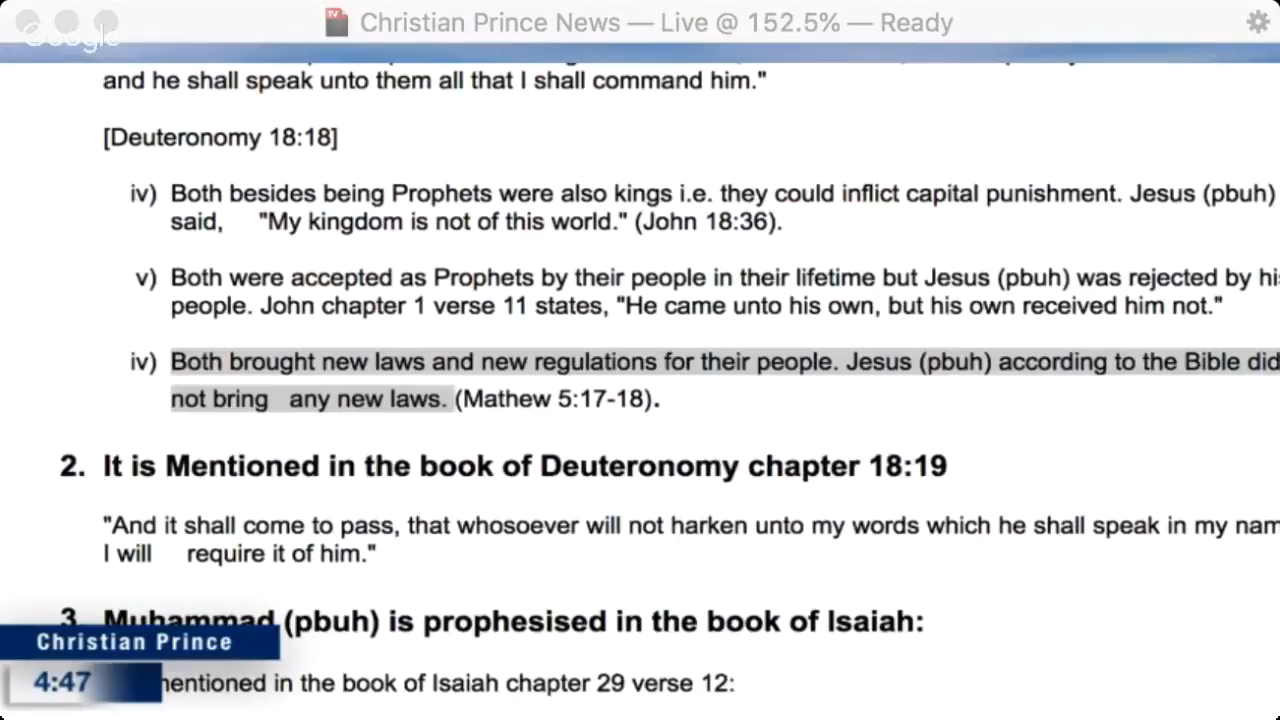 Christian Prince News — Live @ 152.5% — Ready
Google
and he shall speak unto them all that I shall command him."
[Deuteronomy 18:18]
iv) Both besides being Prophets were also kings i.e. they could inflict capital punishment. Jesus (pbuh)
said, "My kingdom is not of this world." (John 18:36).
v) Both were accepted as Prophets by their people in their lifetime but Jesus (pbuh) was rejected by his
people. John chapter 1 verse 11 states, "He came unto his own, but his own received him not."
iv) Both brought new laws and new regulations for their people. Jesus (pbuh) according to the Bible did
not bring any new laws. (Mathew 5:17-18).
2. It is Mentioned in the book of Deuteronomy chapter 18:19
"And it shall come to pass, that whosoever will not harken unto my words which he shall speak in my nam
I will require it of him."
3. Muhammad (pbuh) is prophesised in the book of Isaiah:
Christian Prince
4:47
mentioned in the book of Isaiah chapter 29 verse 12: